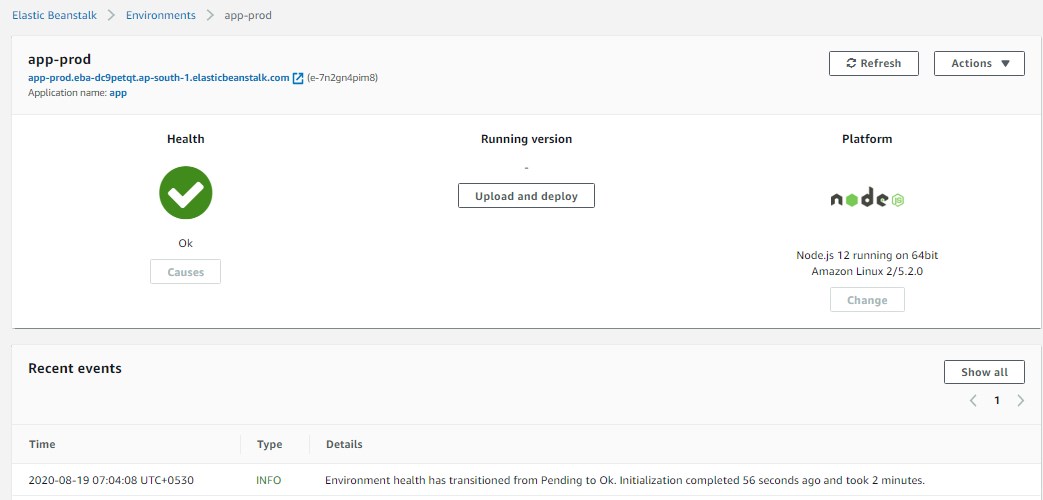 Elastic Beanstalk > Environments > app-prod
app-prod
app-prod.eba-dc9petqt.ap-south-1.elasticbeanstalk.com (e-7n2gn4pim8)
Application name: app
Refresh
Actions
Health
Running version
Platform
-
Upload and deploy
node JS
Ok
Causes
Node.js 12 running on 64bit
Amazon Linux 2/5.2.0
Change
Recent events
Show all
1
Time Type Details
2020-08-19 07:04:08 UTC+0530 INFO Environment health has transitioned from Pending to Ok. Initialization completed 56 seconds ago and took 2 minutes.